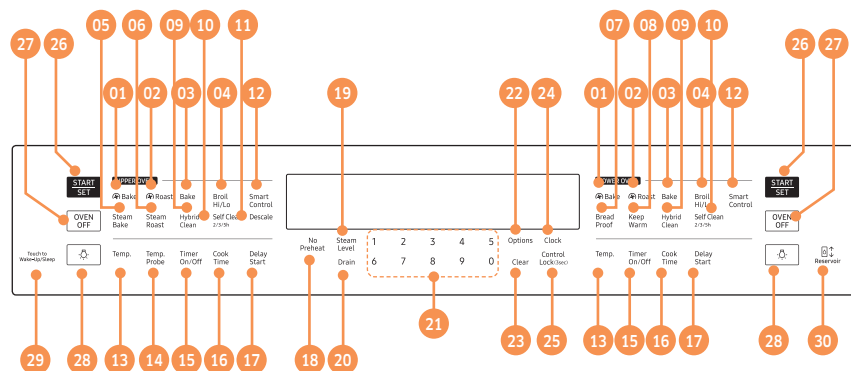 05 06 09 10 11 07 08 09 10
27 26 26 27
01 02 03 04 12 19 22 24 01 02 03 04 12
START
SET
UPPER OVEN
Bake Roast Bake Broil
Hi/Lo
Smart
Control
OVEN
OFF
Steam
Bake
Steam
Roast
Hybrid
Clean
Self Clean
2/3/5h
Descale
Touch to
Wake-Up/Sleep
Temp.
Temp.
Probe
Timer
On/Off
Cook
Time
Delay
Start
No
Preheat
Steam
Level
Drain
1 2 3 4 5
6 7 8 9 0
Options
Clock
Clear
Control
Lock(3sec)
LOWER OVEN
Bake Roast Bake Broil
Hi/Lo
Smart
Control
Bread
Proof
Keep
Warm
Hybrid
Clean
Self Clean
2/3/5h
Temp.
Timer
On/Off
Cook
Time
Delay
Start
START
SET
OVEN
OFF
Reservoir
29 28 13 14 15 16 17 18 20 21 23 25 13 15 16 17 28 30